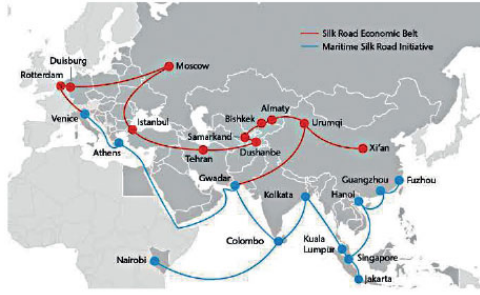 Silk Road Economic Belt
Maritime Silk Road Initiative
Duisburg
Moscow
Rotterdam
Venice
Istanbul
Almaty
Bishkek
Urumqi
Samarkand
Xi'an
Athens
Tehran
Dushanbe
Gwadar
Kolkata
Guangzhou
Fuzhou
Hanoi
Colombo
Kuala
Lumpur
Singapore
Nairobi
Jakarta